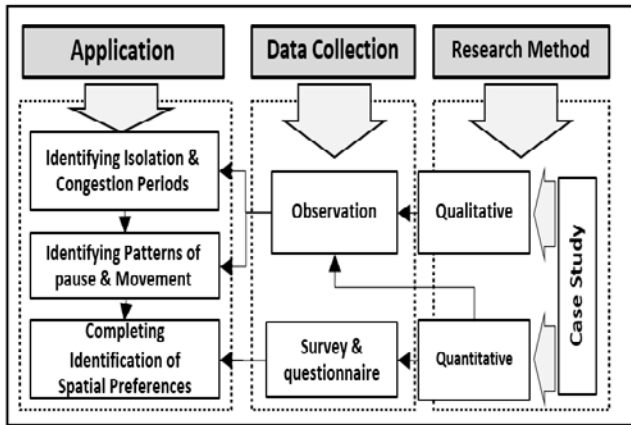 Application
Data Collection
Research Method
Identifying Isolation &
Congestion Periods
Observation
Qualitative
Case Study
Identifying Patterns of
pause & Movement
Completing
Identification of
Spatial Preferences
Survey &
questionnaire
Quantitative